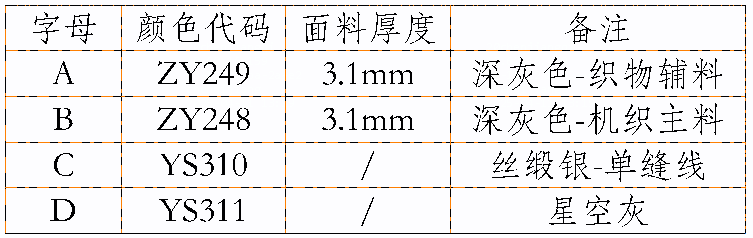 字母 颜色代码 面料厚度 备注
A ZY249 3.1mm 深灰色-织物辅料
B ZY248 3.1mm 深灰色-机织主料
C YS310 / 丝缎银-单缝线
D YS311 / 星空灰